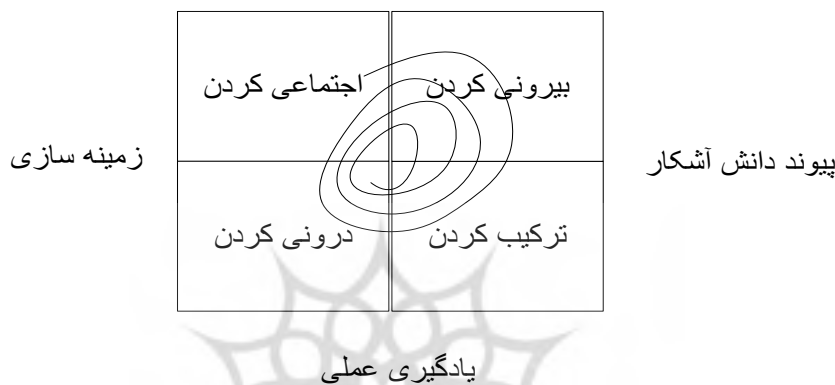 بیرونی کردن
اجتماعی کردن
پیوند دانش آشکار
زمینه سازی
ترکیب کردن
درونی کردن
یادگیری عملی